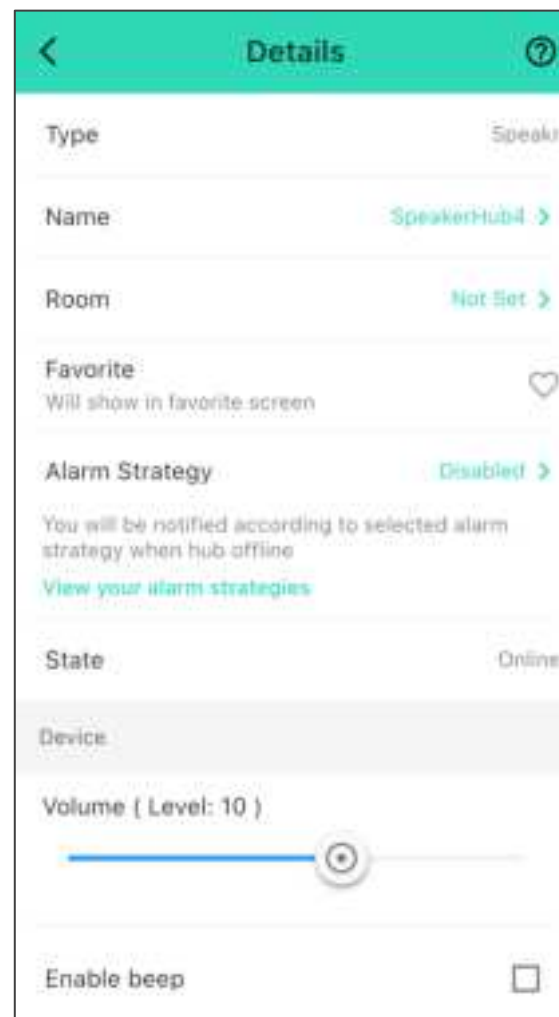 Details
Type
Name SpeakerHub4
Room Not Set
Favorite
Will show in favorite screen
Alarm Strategy Disabled
You will be notified according to selected alarm
strategy when hub offline
View your alarm strategies
State Online
Device
Volume ( Level: 10 )
Enable beep